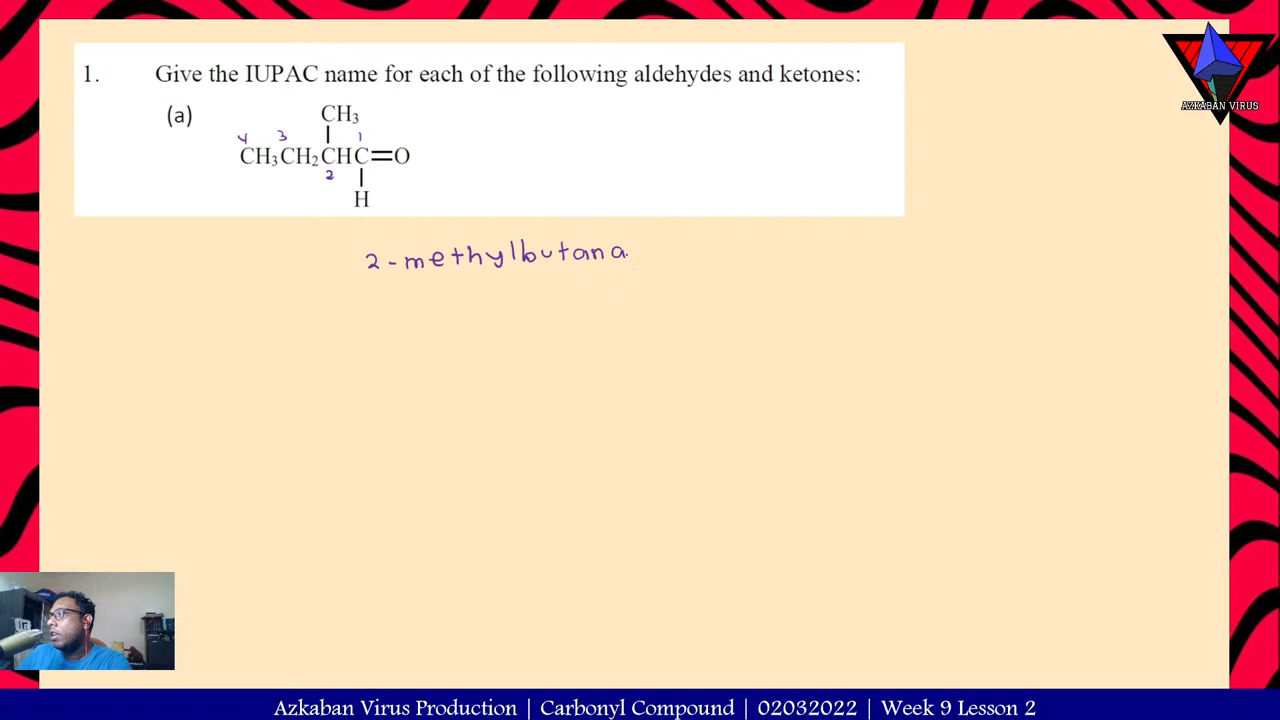 1. Give the IUPAC name for each of the following aldehydes and ketones:
(a)
CH₃
4 3 1
CH₃CH₂CHC=O
2
H
2-methylbutana
AZKABAN VIRUS
Azkaban Virus Production | Carbonyl Compound | 02032022 | Week 9 Lesson 2